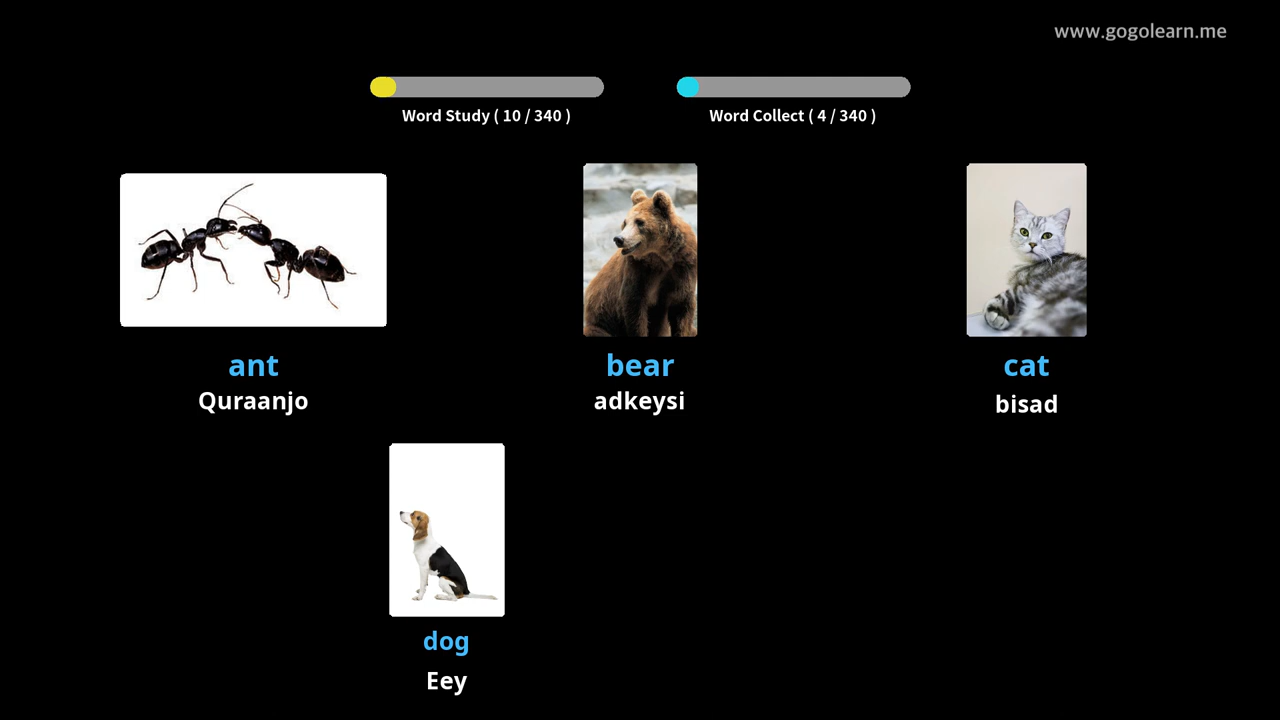 www.gogolearn.me
Word Study ( 10 / 340 )
Word Collect ( 4 / 340 )
ant
Quraanjo
bear
adkeysi
cat
bisad
dog
Eey